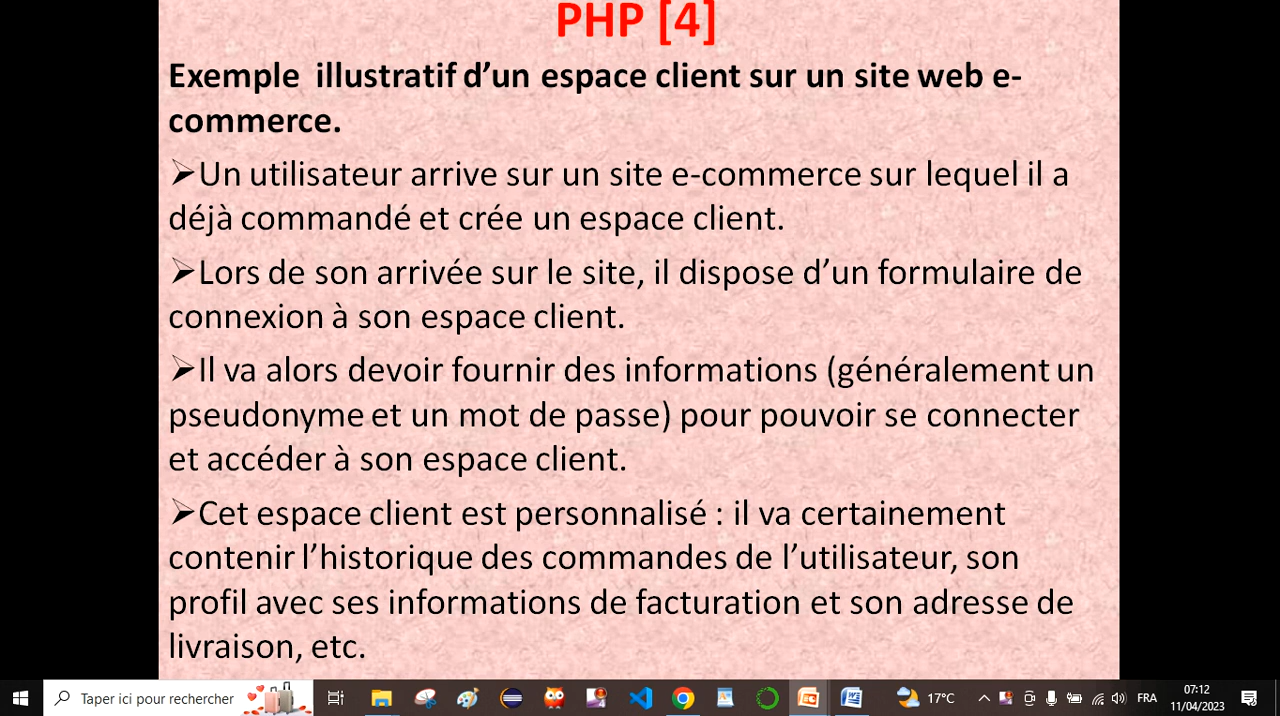 PHP [4]
Exemple illustratif d’un espace client sur un site web e-
commerce.
➢Un utilisateur arrive sur un site e-commerce sur lequel il a
déjà commandé et crée un espace client.
➢Lors de son arrivée sur le site, il dispose d’un formulaire de
connexion à son espace client.
➢Il va alors devoir fournir des informations (généralement un
pseudonyme et un mot de passe) pour pouvoir se connecter
et accéder à son espace client.
➢Cet espace client est personnalisé : il va certainement
contenir l’historique des commandes de l’utilisateur, son
profil avec ses informations de facturation et son adresse de
livraison, etc.
Taper ici pour rechercher
17°C
FRA
07:12
11/04/2023